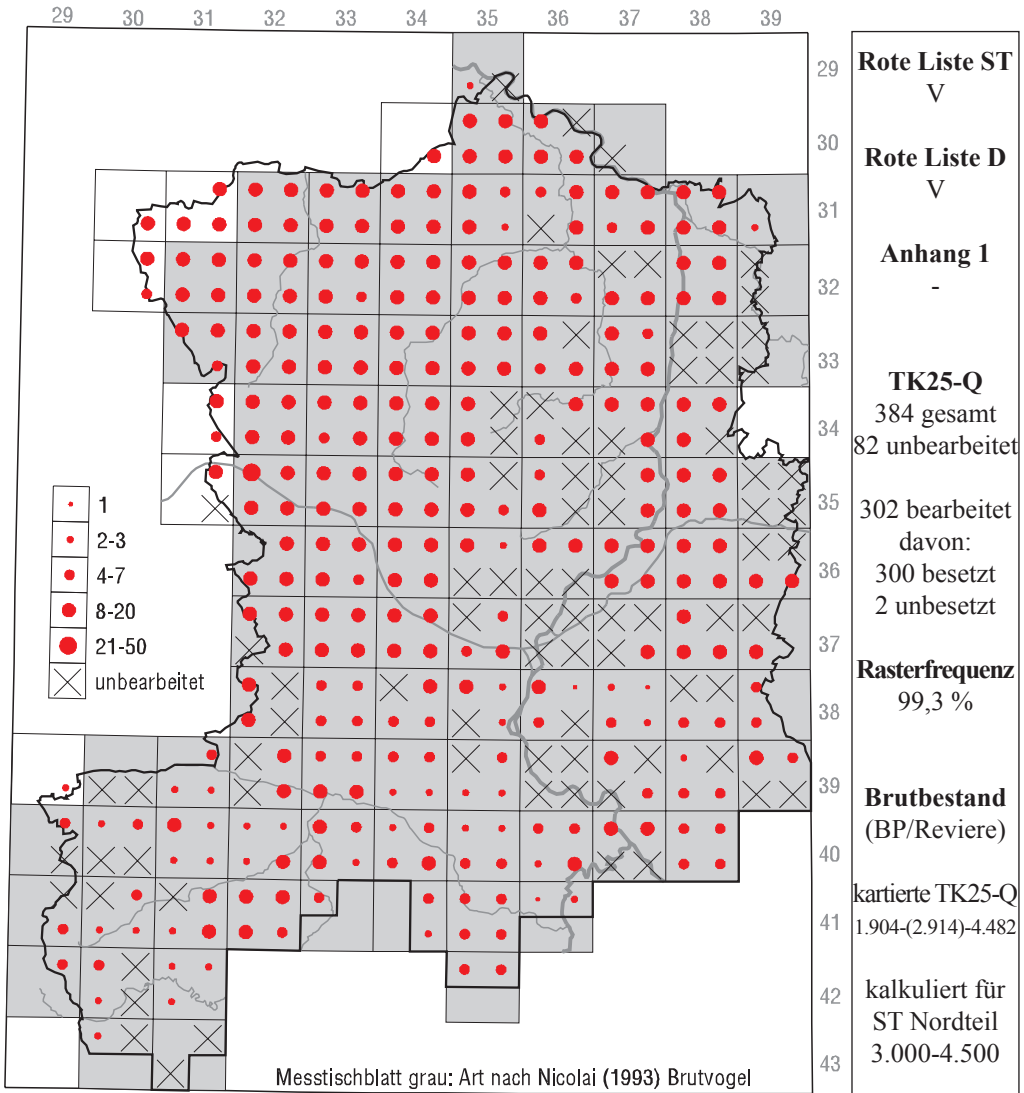 29 30 31 32 33 34 35 36 37 38 39
29
30
31
32
33
34
35
36
37
38
39
40
41
42
43
1
2-3
4-7
8-20
21-50
unbearbeitet
Messtischblatt grau: Art nach Nicolai (1993) Brutvogel
Rote Liste ST
V
Rote Liste D
V
Anhang 1
-
TK25-Q
384 gesamt
82 unbearbeitet
302 bearbeitet
davon:
300 besetzt
2 unbesetzt
Rasterfrequenz
99,3 %
Brutbestand
(BP/Reviere)
kartierte TK25-Q
1.904-(2.914)-4.482
kalkuliert für
ST Nordteil
3.000-4.500